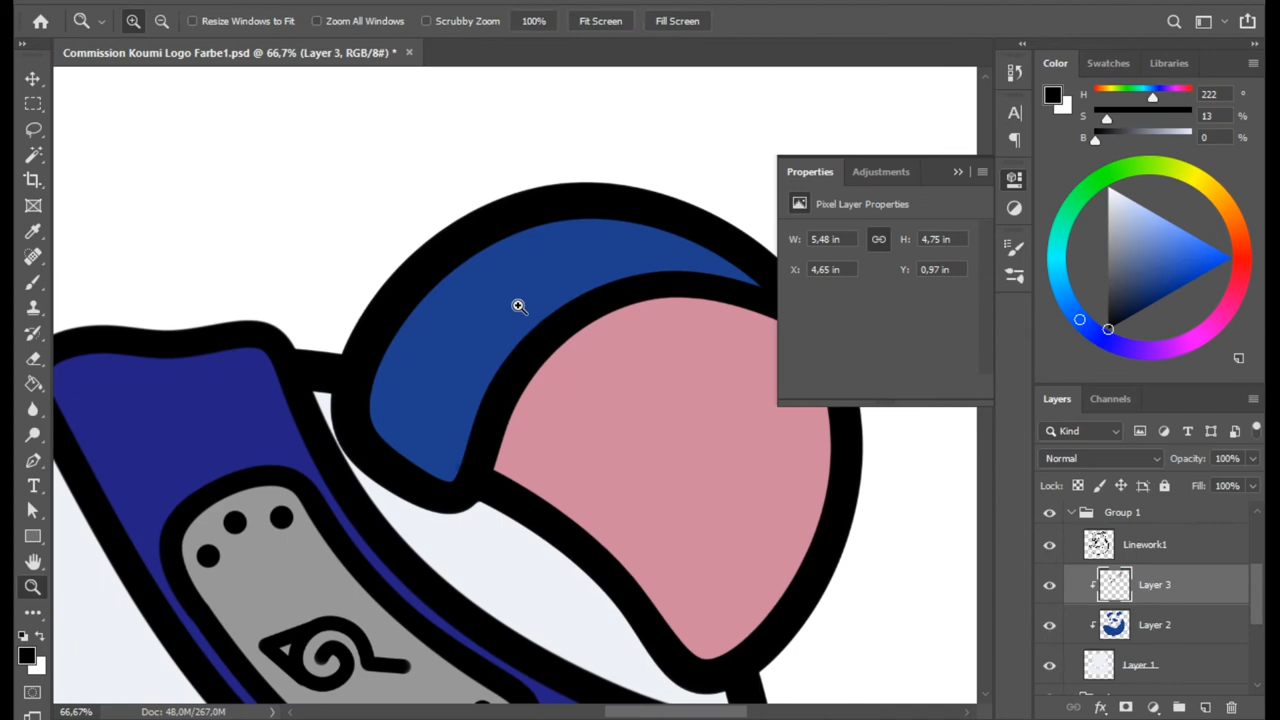 Resize Windows to Fit Zoom All Windows Scrubby Zoom 100% Fit Screen Fill Screen
Commission Koumi Logo Farbe1.psd @ 66,7% (Layer 3, RGB/8#) *
Color Swatches Libraries
H 222 °
S 13 %
B 0 %
Properties Adjustments
Pixel Layer Properties
W: 5,48 in H: 4,75 in
X: 4,65 in Y: 0,97 in
Layers Channels
Kind
Normal Opacity: 100%
Lock: Fill: 100%
Group 1
Linework1
Layer 3
Layer 2
Layer 1
66,67% Doc: 48,0M/267,0M